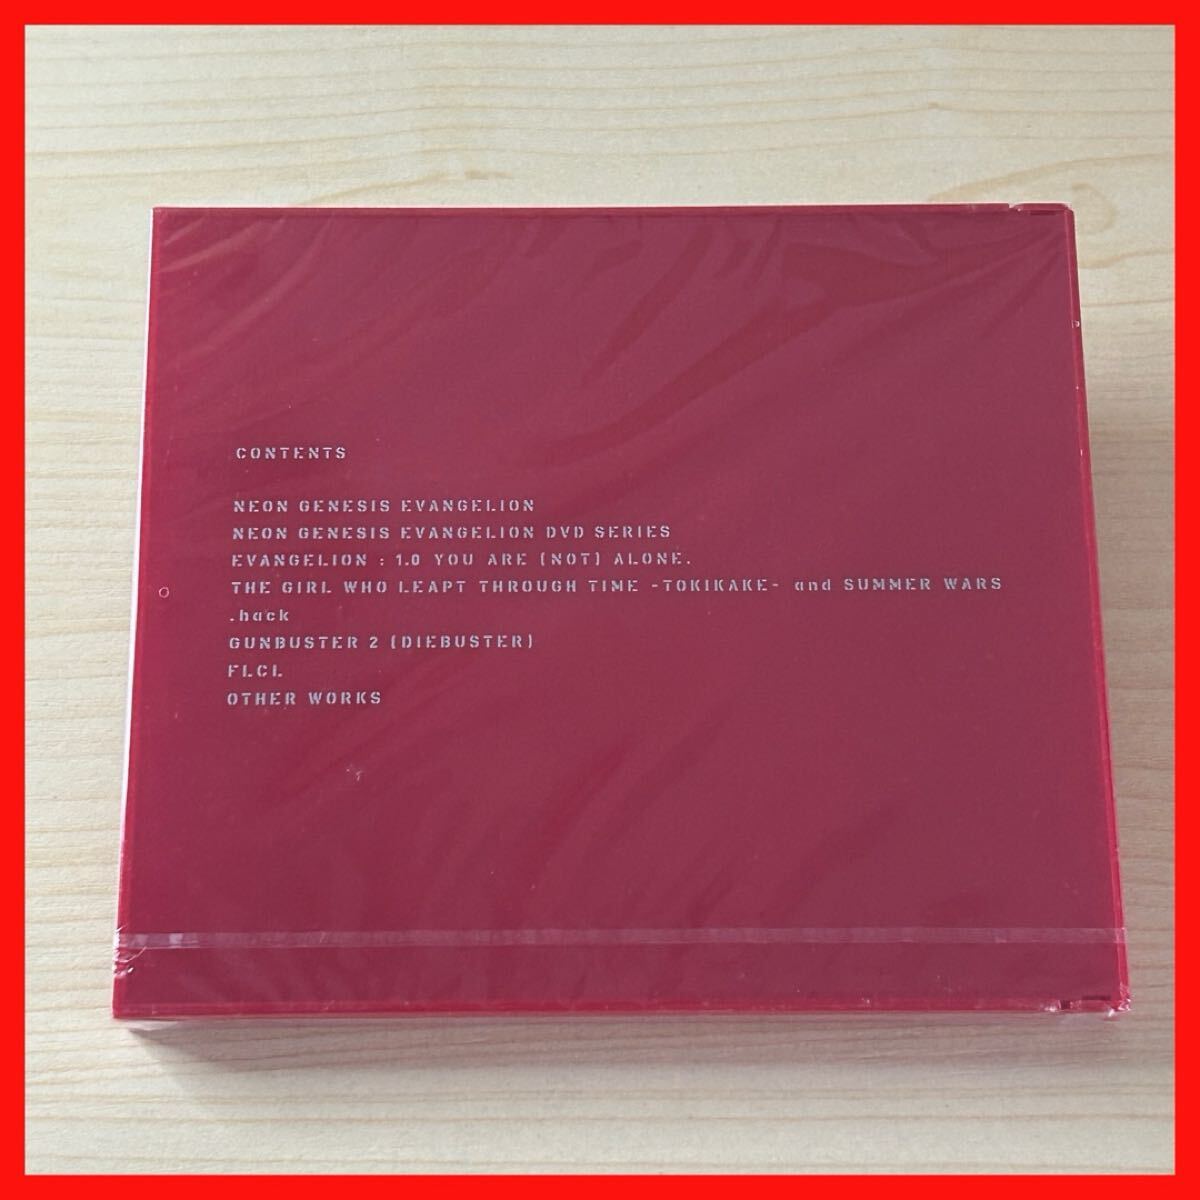 CONTENTS
NEON GENESIS EVANGELION
NEON GENESIS EVANGELION DVD SERIES
EVANGELION : 1.0 YOU ARE (NOT) ALONE.
THE GIRL WHO LEAPT THROUGH TIME -TOKIKAKE- and SUMMER WARS
.hack
GUNBUSTER 2 (DIEBUSTER)
FLCL
OTHER WORKS